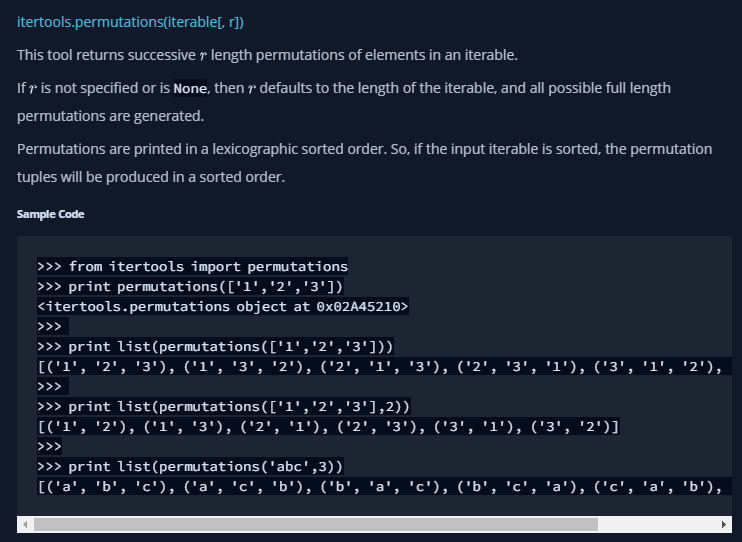 itertools.permutations(iterable[, r])
This tool returns successive r length permutations of elements in an iterable.
If r is not specified or is None, then r defaults to the length of the iterable, and all possible full length
permutations are generated.
Permutations are printed in a lexicographic sorted order. So, if the input iterable is sorted, the permutation
tuples will be produced in a sorted order.
Sample Code
>>> from itertools import permutations
>>> print permutations(['1','2','3'])
<itertools.permutations object at 0x02A45210>
>>>
>>> print list(permutations(['1','2','3']))
[('1', '2', '3'), ('1', '3', '2'), ('2', '1', '3'), ('2', '3', '1'), ('3', '1', '2'),
>>>
>>> print list(permutations(['1','2','3'],2))
[('1', '2'), ('1', '3'), ('2', '1'), ('2', '3'), ('3', '1'), ('3', '2')]
>>>
>>> print list(permutations('abc',3))
[('a', 'b', 'c'), ('a', 'c', 'b'), ('b', 'a', 'c'), ('b', 'c', 'a'), ('c', 'a', 'b'),